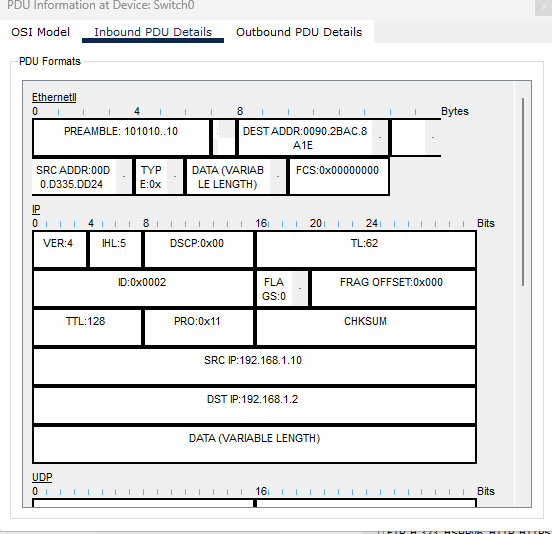 PDU Information at Device: Switch0
OSI Model Inbound PDU Details Outbound PDU Details
PDU Formats
EthernetII
0 4 8 Bytes
PREAMBLE: 101010..10 DEST ADDR:0090.2BAC.8
A1E
SRC ADDR:00D TYP DATA (VARIAB FCS:0x00000000
0.D335.DD24 E:0x LE LENGTH)
IP
0 4 8 16 20 24 Bits
VER:4 IHL:5 DSCP:0x00 TL:62
ID:0x0002 FLA FRAG OFFSET:0x000
GS:0
TTL:128 PRO:0x11 CHKSUM
SRC IP:192.168.1.10
DST IP:192.168.1.2
DATA (VARIABLE LENGTH)
UDP
0 16 Bits